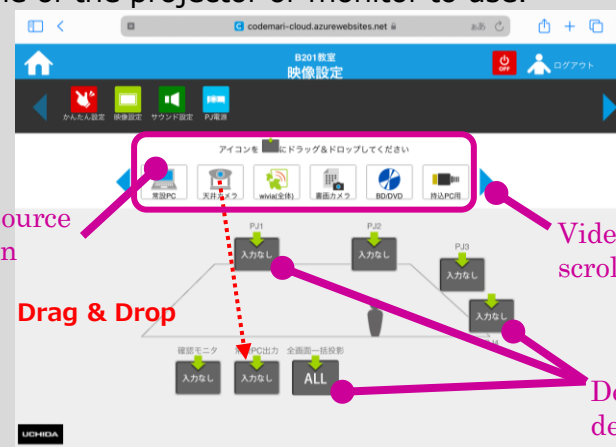 me of the projector or monitor to use.
codemari-cloud.azurewebsites.net
ああ
B201教室
映像設定
OFF
ログアウト
かんたん設定
映像設定
サウンド設定
PJ電源
アイコンを にドラッグ&ドロップしてください
常設PC
天井カメラ
wivia(全体)
書画カメラ
BD/DVD
持込PC用
ource
n
Vide
scrol
PJ1
入力なし
PJ2
入力なし
PJ3
入力なし
入力なし
Drag & Drop
確認モニタ
入力なし
PC出力
入力なし
全画面一括投影
ALL
De
de
UCHIDA